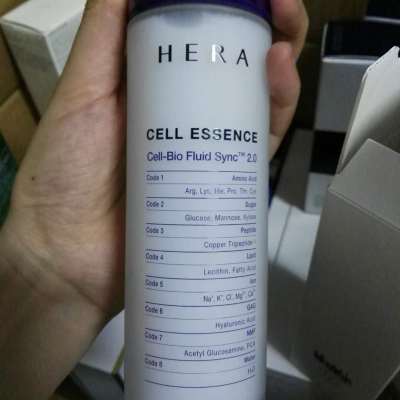 HERA
CELL ESSENCE
Cell-Bio Fluid Sync™ 2.0
Code 1 Amino Acid
Arg, Lys, His, Pro, Thr, Cys
Code 2 Sugar
Glucose, Mannose, Xylose
Code 3 Peptide
Copper Tripeptide-1
Code 4 Lipid
Lecithin, Fatty Acid
Code 5 Ion
Na⁺, K⁺, Cl⁻, Mg²⁺, Ca²⁺
Code 6 GAG
Hyaluronic Acid
Code 7 NMF
Acetyl Glucosamine, PCA
Code 8 Water
H₂O